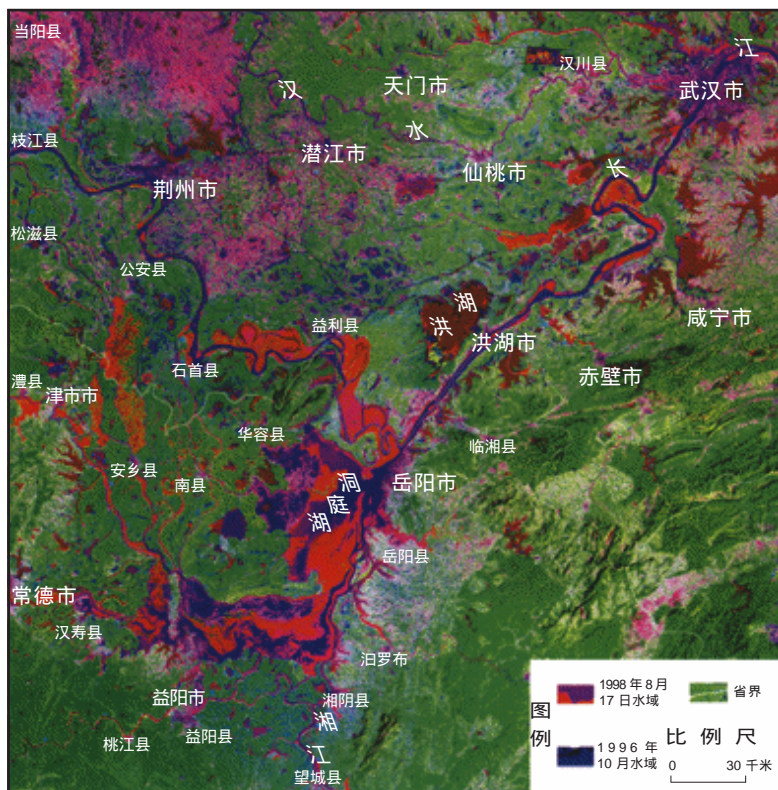 当阳县
汉
天门市
汉川县
江
武汉市
水
枝江县
潜江市
荆州市
仙桃市
长
松滋县
公安县
湖
洪
益利县
洪湖市
咸宁市
石首县
赤壁市
澧县
津市市
华容县
临湘县
安乡县
南县
洞
庭
湖
岳阳市
岳阳县
常德市
汉寿县
汨罗布
益阳市
湘阴县
湘
江
桃江县
益阳县
望城县
图
例
1998年8月
17日水域
省界
1996年
10月水域
比例尺
0 30千米